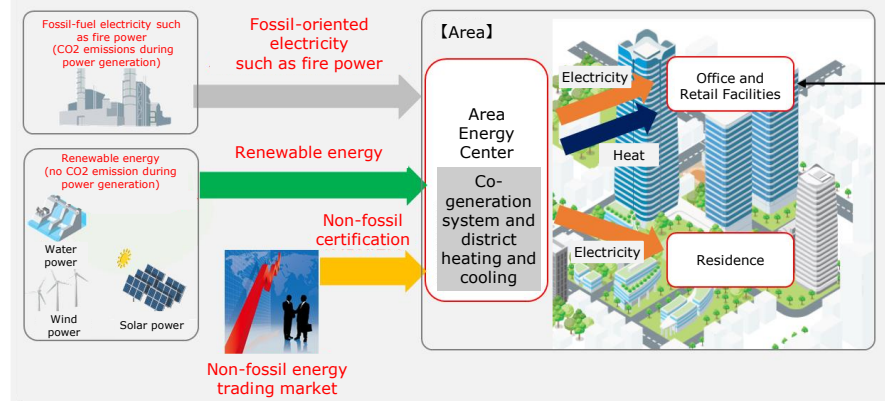 Fossil-fuel electricity such
as fire power
(CO2 emissions during
power generation)
Fossil-oriented
electricity
such as fire power
【Area】
Electricity
Office and
Retail Facilities
Area
Energy
Center
Heat
Renewable energy
(no CO2 emission during
power generation)
Renewable energy
Co-
generation
system and
district
heating and
cooling
Non-fossil
certification
Water
power
Electricity
Residence
Wind
power
Solar power
Non-fossil energy
trading market